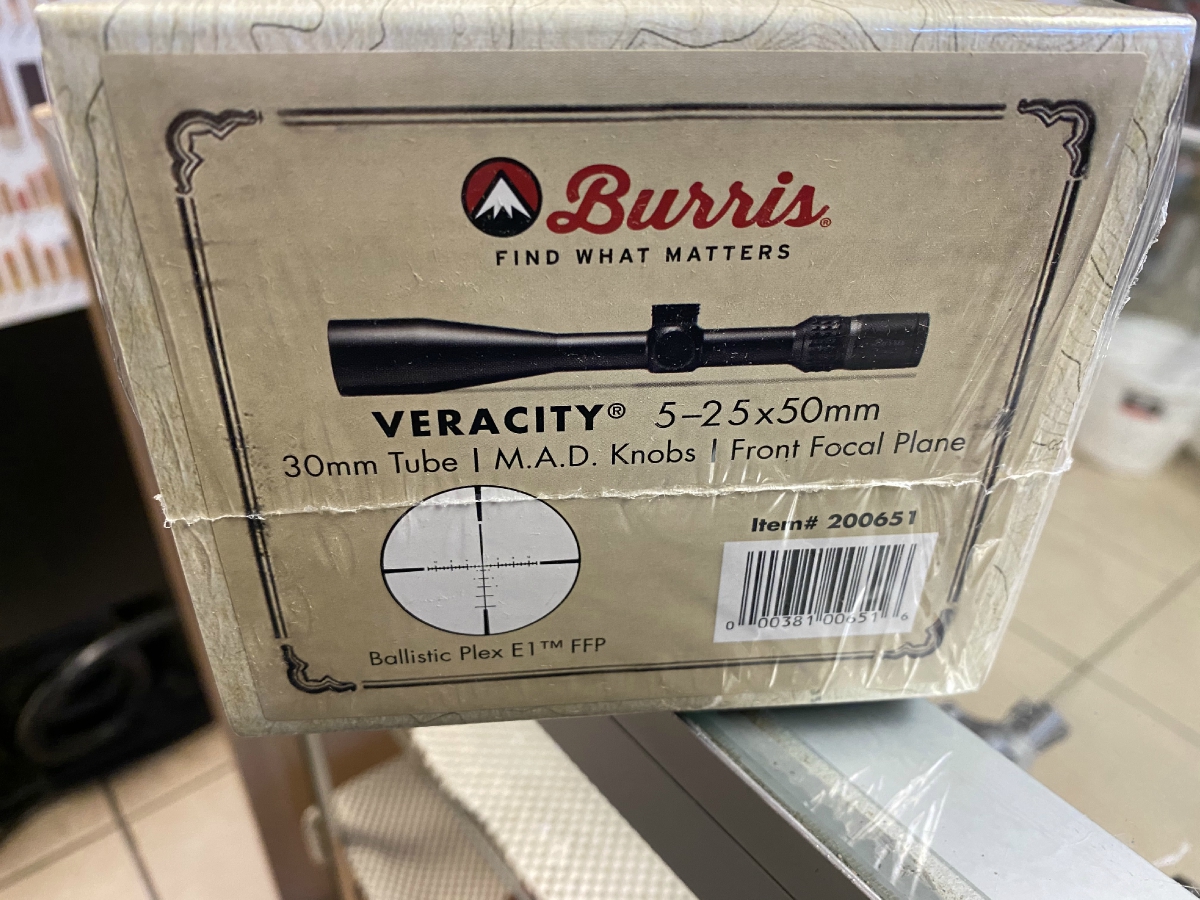 Burris®
FIND WHAT MATTERS
VERACITY® 5-25x50mm
30mm Tube | M.A.D. Knobs | Front Focal Plane
Item# 200651
0 00381 00651 6
Ballistic Plex E1™ FFP